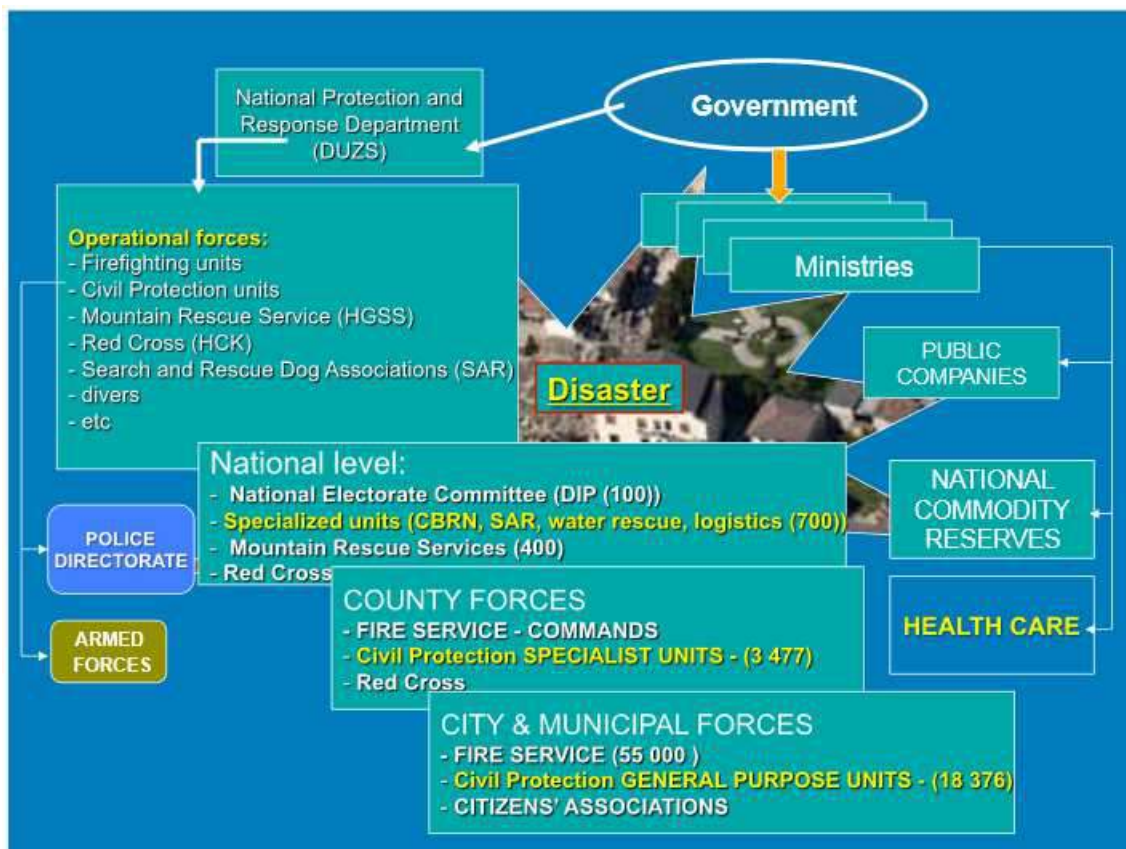 National Protection and
Response Department
(DUZS)
Government
Operational forces:
- Firefighting units
- Civil Protection units
- Mountain Rescue Service (HGSS)
- Red Cross (HCK)
- Search and Rescue Dog Associations (SAR)
- divers
- etc
Ministries
PUBLIC
COMPANIES
Disaster
National level:
- National Electorate Committee (DIP (100))
- Specialized units (CBRN, SAR, water rescue, logistics (700))
- Mountain Rescue Services (400)
- Red Cross
NATIONAL
COMMODITY
RESERVES
POLICE
DIRECTORATE
COUNTY FORCES
- FIRE SERVICE - COMMANDS
- Civil Protection SPECIALIST UNITS - (3 477)
- Red Cross
HEALTH CARE
ARMED
FORCES
CITY & MUNICIPAL FORCES
- FIRE SERVICE (55 000 )
- Civil Protection GENERAL PURPOSE UNITS - (18 376)
- CITIZENS' ASSOCIATIONS